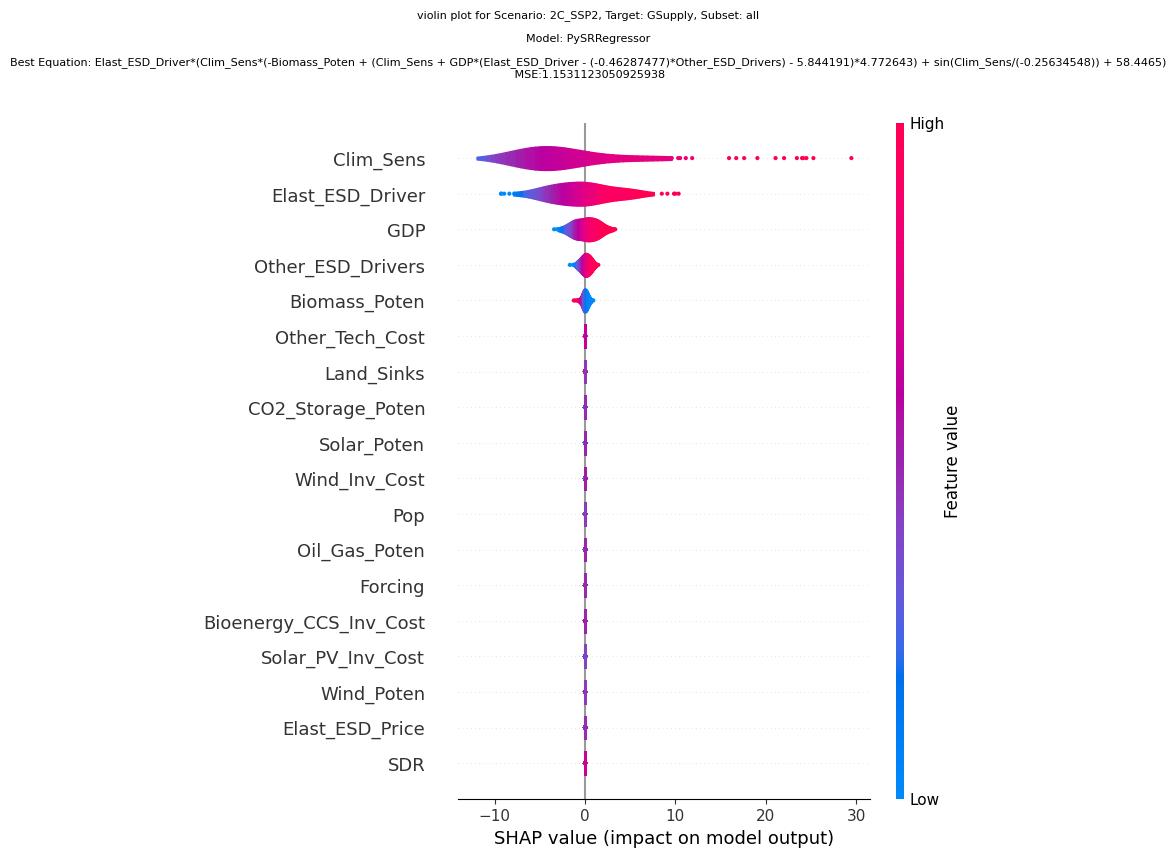 violin plot for Scenario: 2C_SSP2, Target: GSupply, Subset: all
Model: PySRRegressor
Best Equation: Elast_ESD_Driver*(Clim_Sens*(-Biomass_Poten + (Clim_Sens + GDP*(Elast_ESD_Driver - (-0.46287477)*Other_ESD_Drivers) - 5.844191)*4.772643) + sin(Clim_Sens/(-0.25634548)) + 58.4465)
MSE:1.1531123050925938
High
Clim_Sens
Elast_ESD_Driver
GDP
Other_ESD_Drivers
Biomass_Poten
Other_Tech_Cost
Land_Sinks
CO2_Storage_Poten
Solar_Poten
Wind_Inv_Cost
Pop
Oil_Gas_Poten
Forcing
Bioenergy_CCS_Inv_Cost
Solar_PV_Inv_Cost
Wind_Poten
Elast_ESD_Price
SDR
Feature value
Low
−10 0 10 20 30
SHAP value (impact on model output)